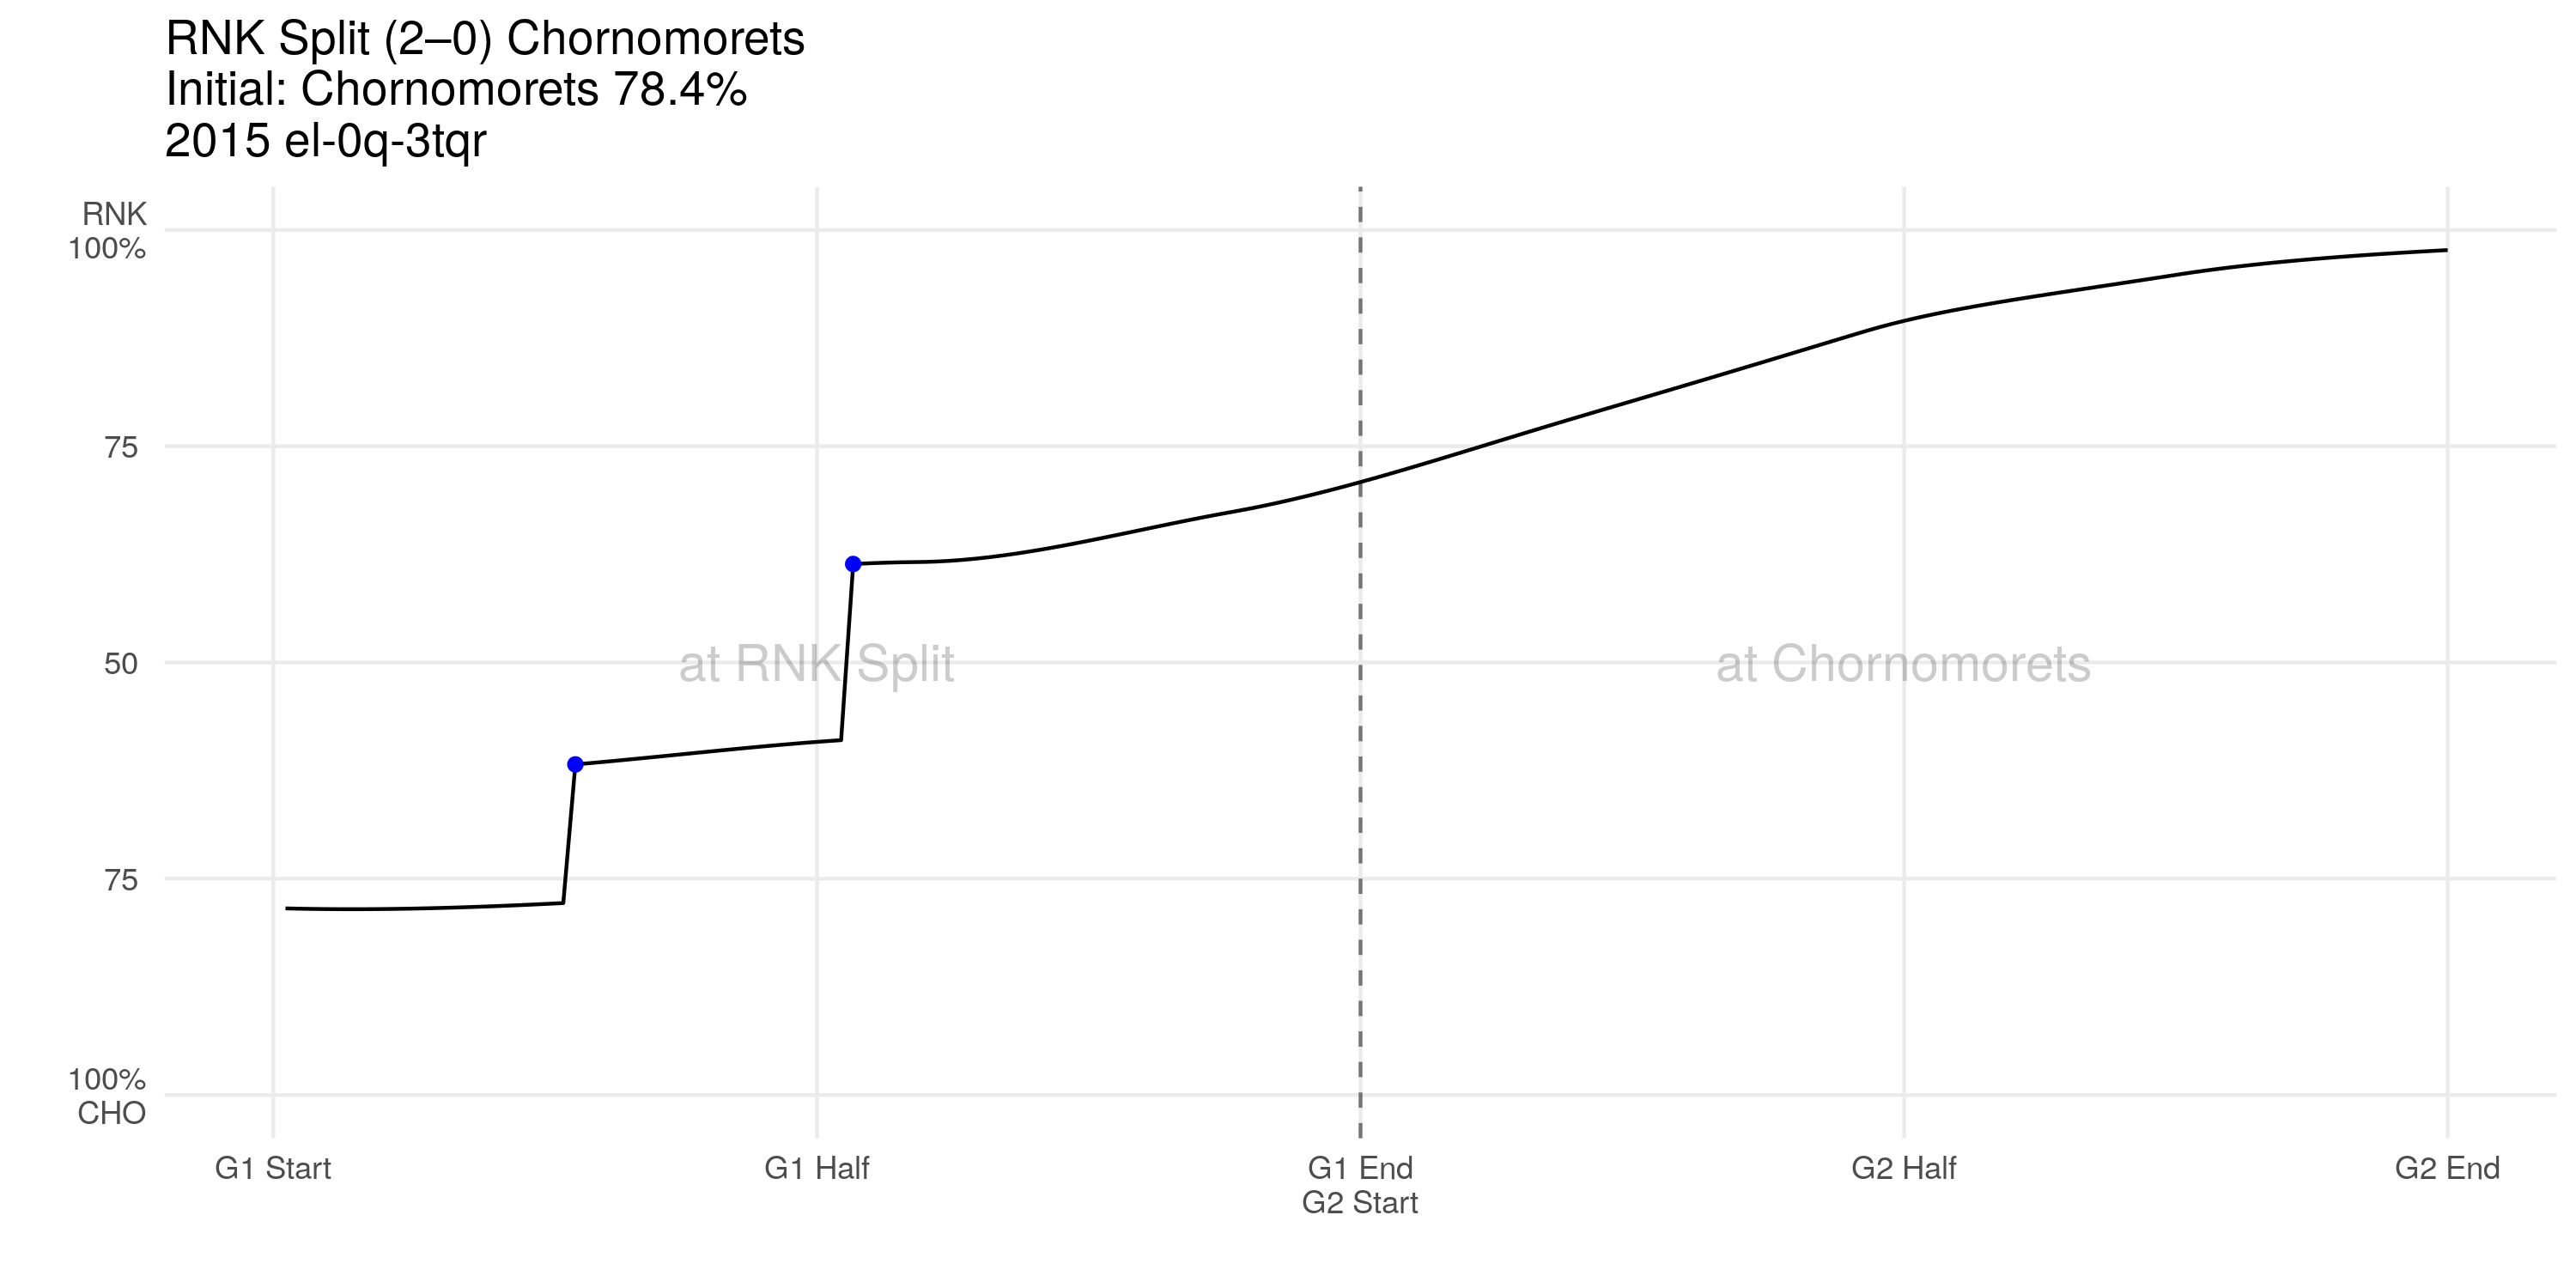 RNK Split (2–0) Chornomorets
Initial: Chornomorets 78.4%
2015 el-0q-3tqr
RNK
100%
75
50
75
100%
CHO
at RNK Split
at Chornomorets
G1 Start
G1 Half
G1 End
G2 Start
G2 Half
G2 End